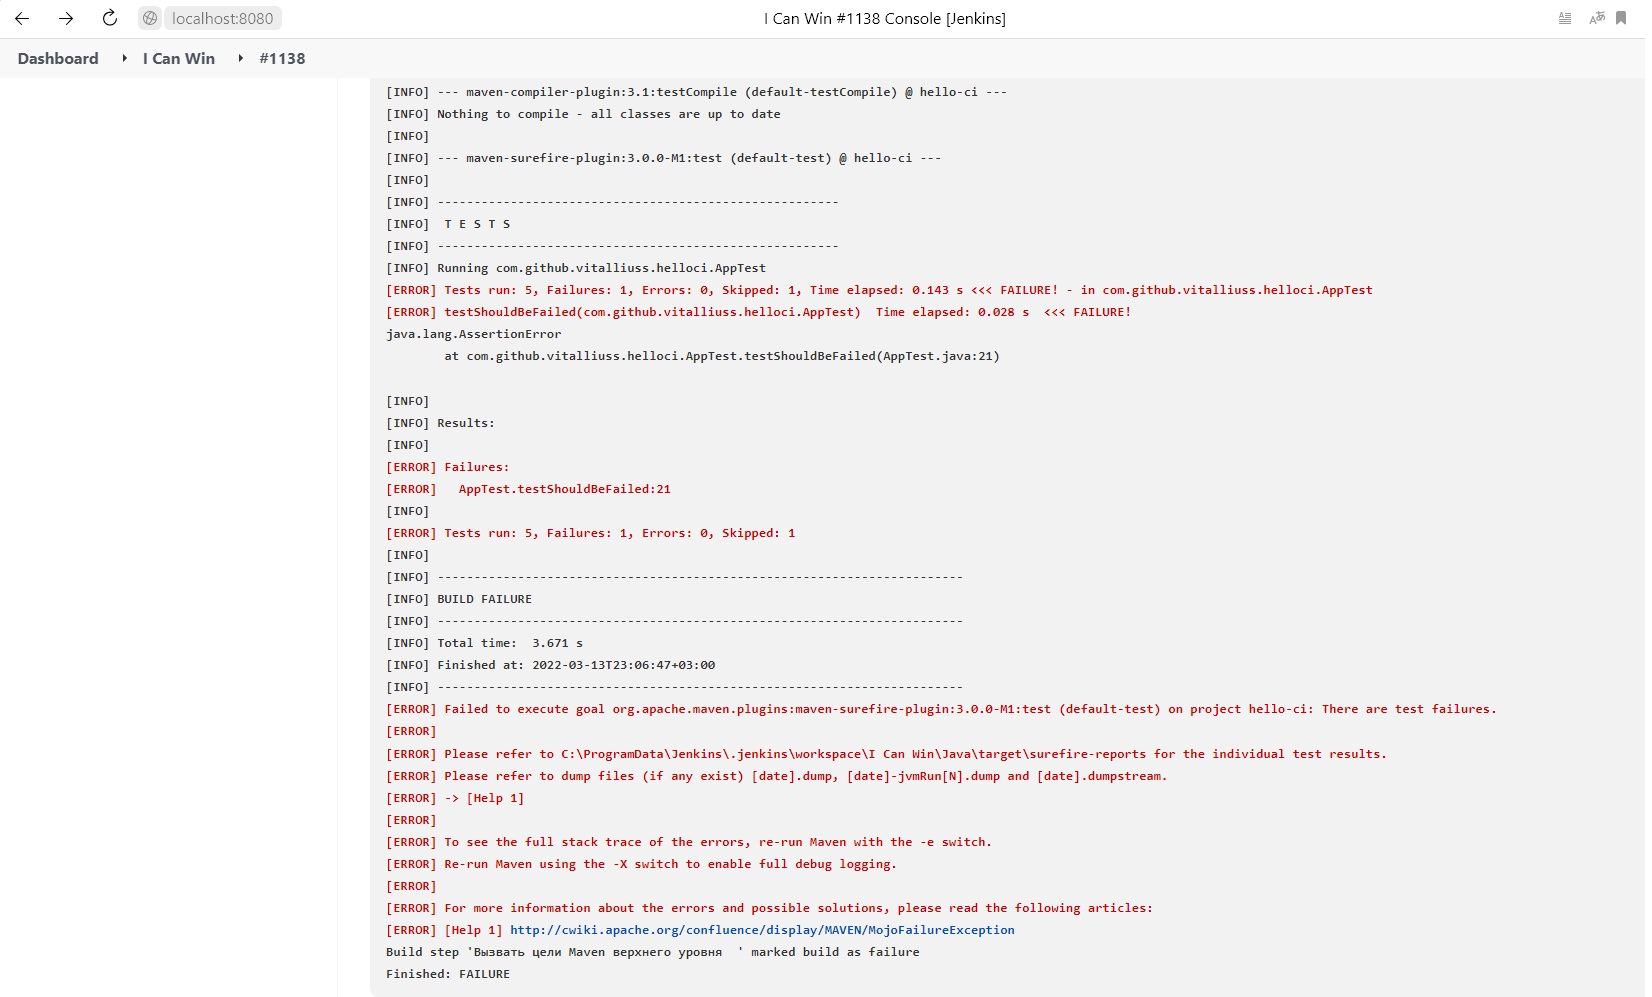 localhost:8080
I Can Win #1138 Console [Jenkins]
Dashboard
I Can Win
#1138
[INFO] --- maven-compiler-plugin:3.1:testCompile (default-testCompile) @ hello-ci ---
[INFO] Nothing to compile - all classes are up to date
[INFO]
[INFO] --- maven-surefire-plugin:3.0.0-M1:test (default-test) @ hello-ci ---
[INFO]
[INFO] -------------------------------------------------------
[INFO]  T E S T S
[INFO] -------------------------------------------------------
[INFO] Running com.github.vitalliuss.helloci.AppTest
[ERROR] Tests run: 5, Failures: 1, Errors: 0, Skipped: 1, Time elapsed: 0.143 s <<< FAILURE! - in com.github.vitalliuss.helloci.AppTest
[ERROR] testShouldBeFailed(com.github.vitalliuss.helloci.AppTest)  Time elapsed: 0.028 s  <<< FAILURE!
java.lang.AssertionError
	at com.github.vitalliuss.helloci.AppTest.testShouldBeFailed(AppTest.java:21)
[INFO]
[INFO] Results:
[INFO]
[ERROR] Failures:
[ERROR]   AppTest.testShouldBeFailed:21
[INFO]
[ERROR] Tests run: 5, Failures: 1, Errors: 0, Skipped: 1
[INFO]
[INFO] ------------------------------------------------------------------------
[INFO] BUILD FAILURE
[INFO] ------------------------------------------------------------------------
[INFO] Total time:  3.671 s
[INFO] Finished at: 2022-03-13T23:06:47+03:00
[INFO] ------------------------------------------------------------------------
[ERROR] Failed to execute goal org.apache.maven.plugins:maven-surefire-plugin:3.0.0-M1:test (default-test) on project hello-ci: There are test failures.
[ERROR]
[ERROR] Please refer to C:\ProgramData\Jenkins\.jenkins\workspace\I Can Win\Java\target\surefire-reports for the individual test results.
[ERROR] Please refer to dump files (if any exist) [date].dump, [date]-jvmRun[N].dump and [date].dumpstream.
[ERROR] -> [Help 1]
[ERROR]
[ERROR] To see the full stack trace of the errors, re-run Maven with the -e switch.
[ERROR] Re-run Maven using the -X switch to enable full debug logging.
[ERROR]
[ERROR] For more information about the errors and possible solutions, please read the following articles:
[ERROR] [Help 1] http://cwiki.apache.org/confluence/display/MAVEN/MojoFailureException
Build step 'Вызвать цели Maven верхнего уровня  ' marked build as failure
Finished: FAILURE